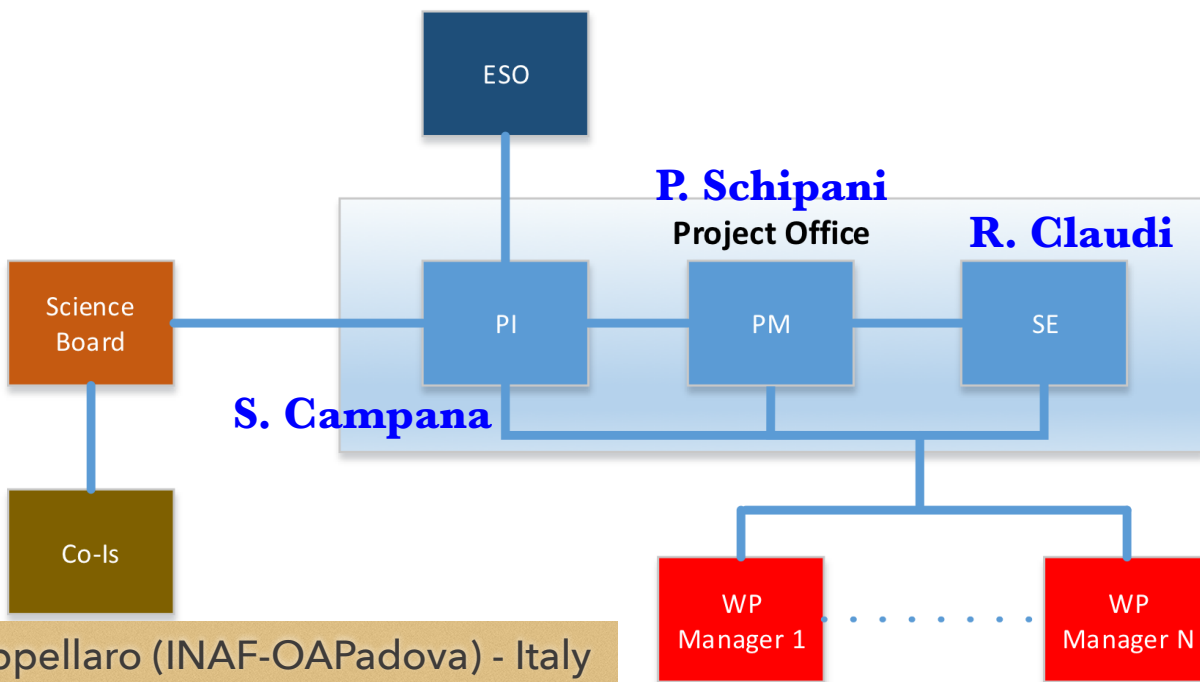 ESO
P. Schipani
Project Office
R. Claudi
Science
Board
PI
PM
SE
S. Campana
Co-Is
WP
Manager 1
WP
Manager N
(INAF-OAPadova) - Italy